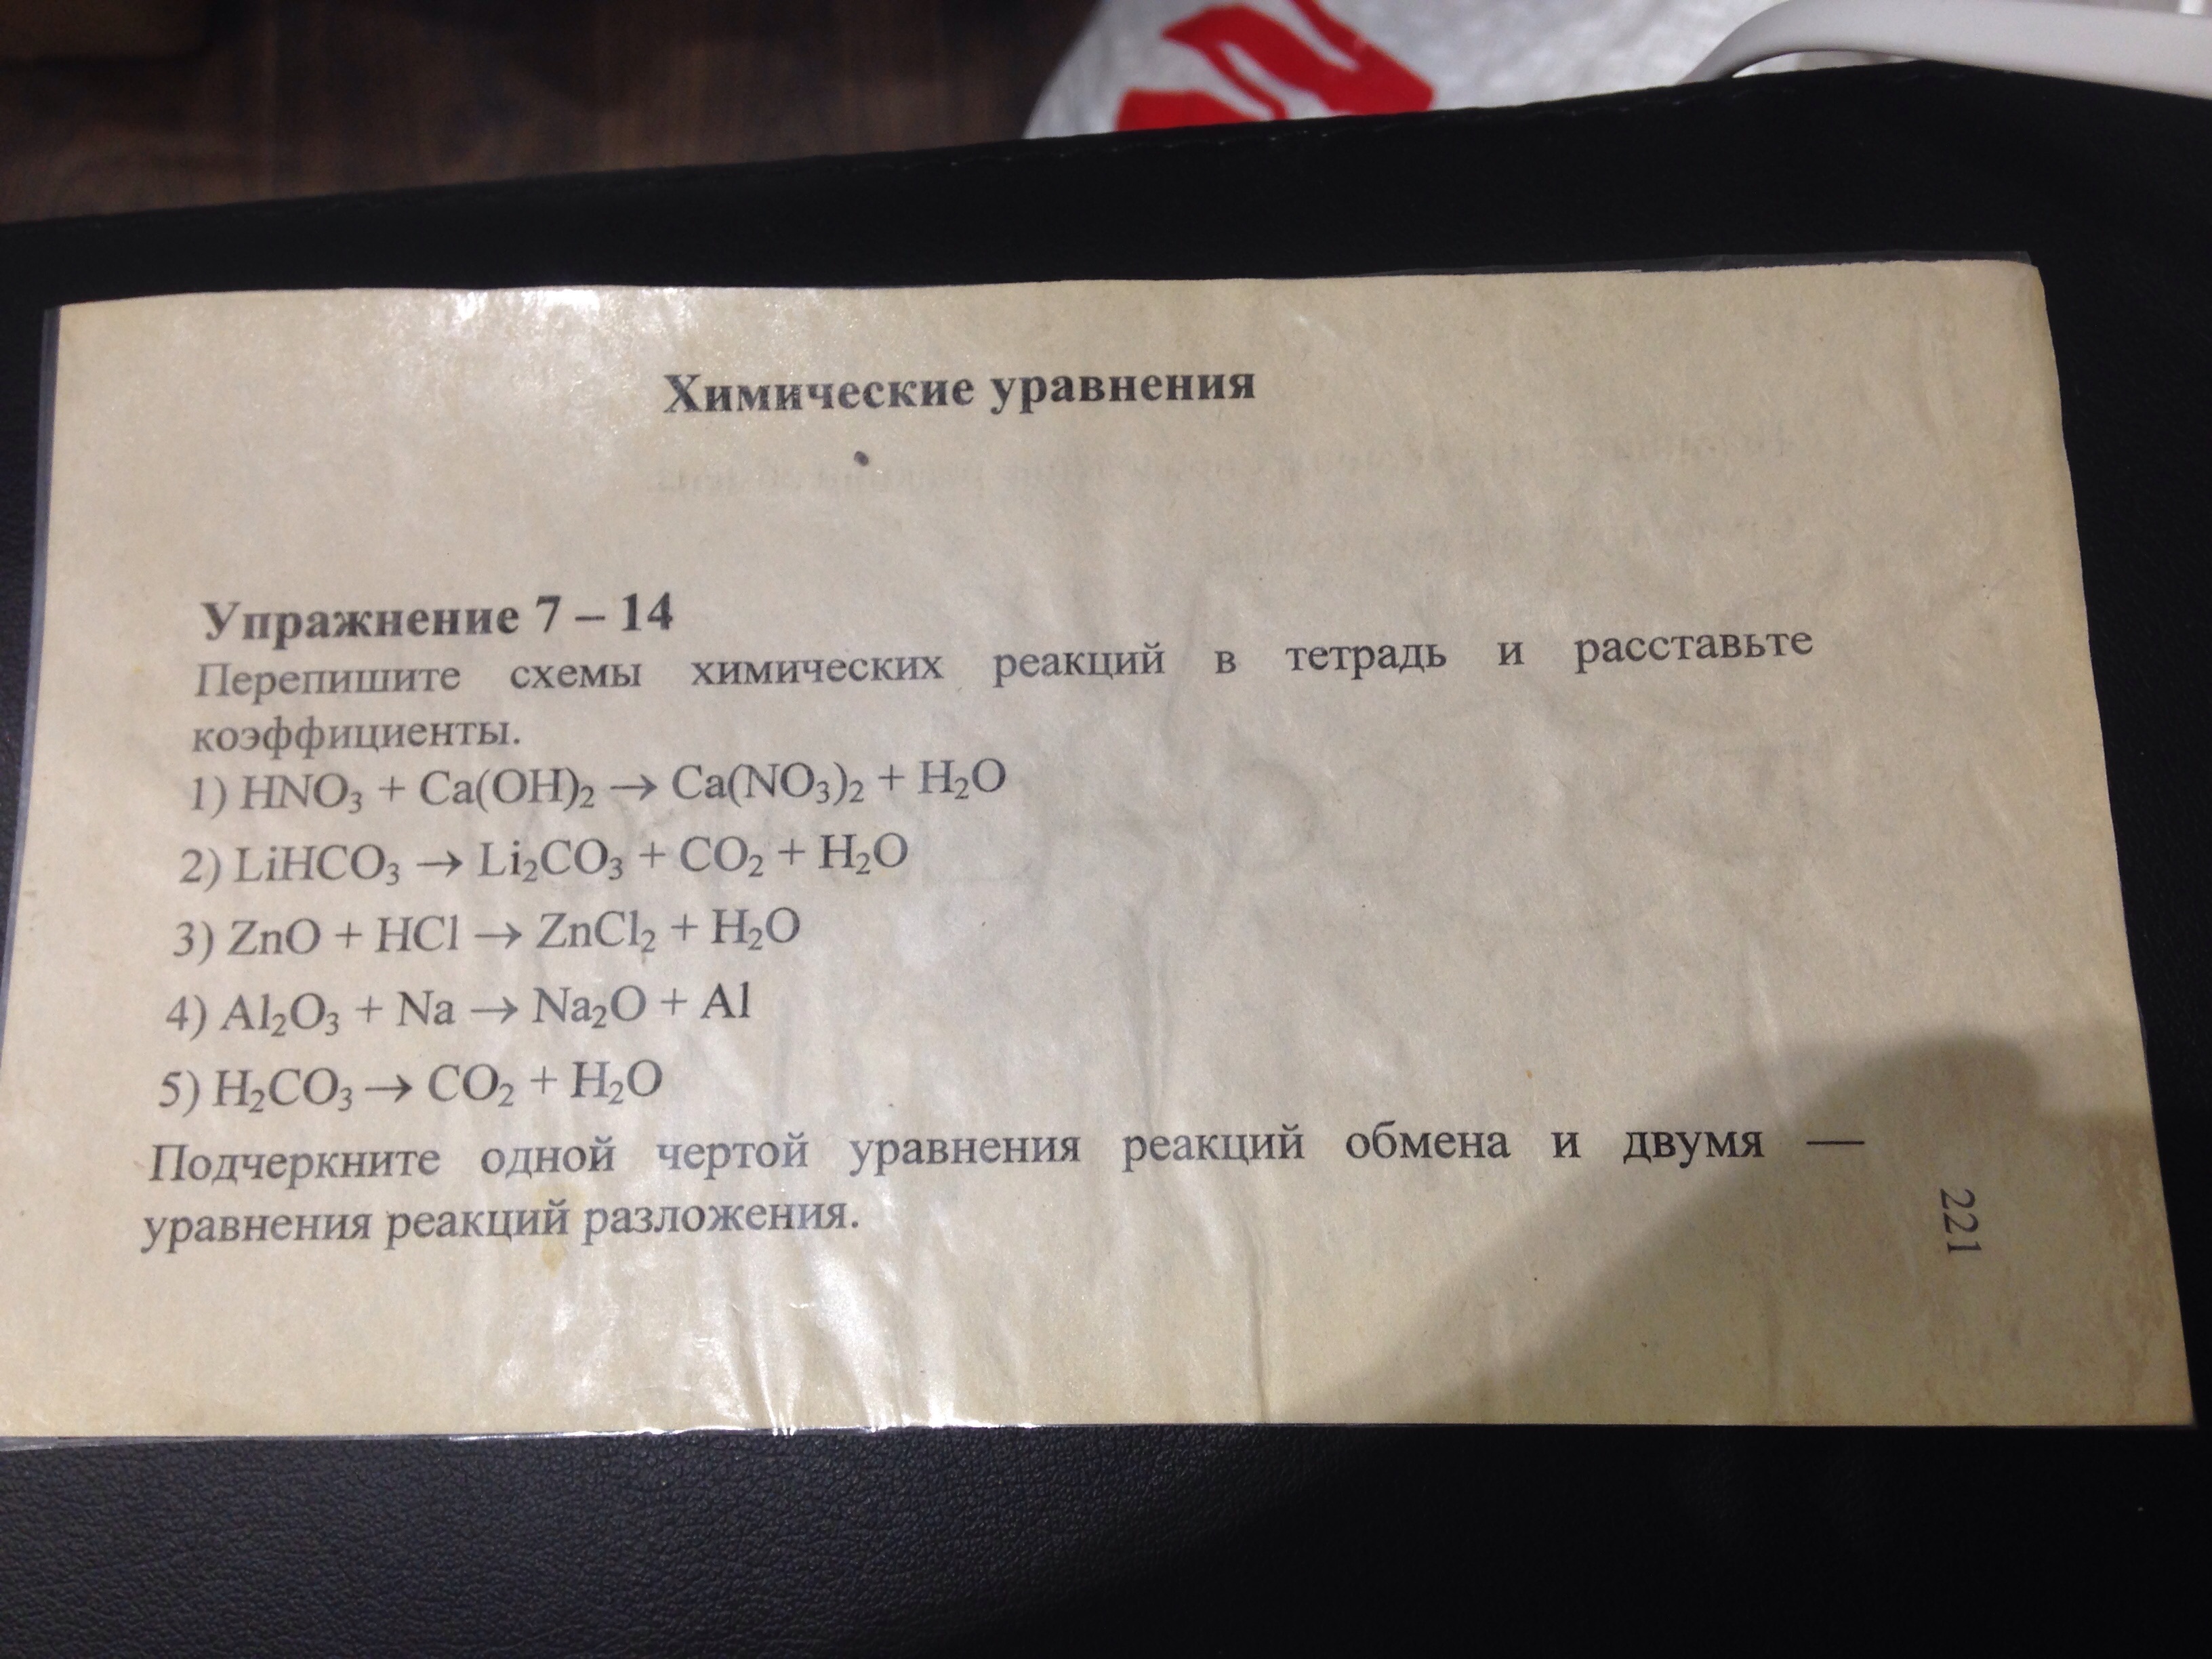 Химические уравнения
Упражнение 7 – 14
Перепишите схемы химических реакций в тетрадь и расставьте
коэффициенты.
1) HNO₃ + Ca(OH)₂ → Ca(NO₃)₂ + H₂O
2) LiHCO₃ → Li₂CO₃ + CO₂ + H₂O
3) ZnO + HCl → ZnCl₂ + H₂O
4) Al₂O₃ + Na → Na₂O + Al
5) H₂CO₃ → CO₂ + H₂O
Подчеркните одной чертой уравнения реакций обмена и двумя —
уравнения реакций разложения.
221